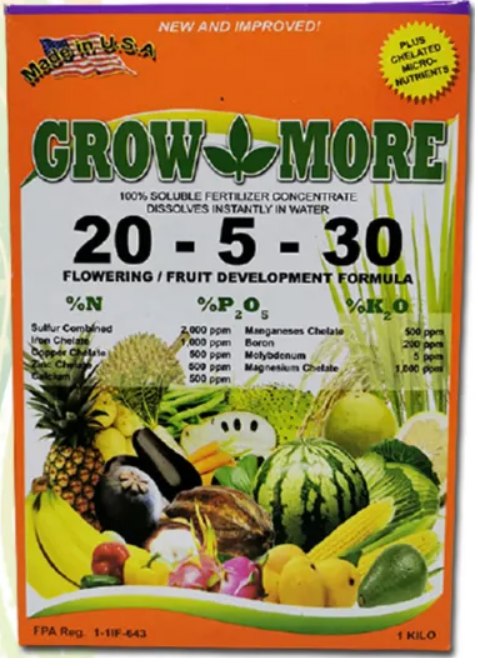 NEW AND IMPROVED!
Made in U.S.A
PLUS
CHELATED
MICRO-
NUTRIENTS
GROW MORE
100% SOLUBLE FERTILIZER CONCENTRATE
DISSOLVES INSTANTLY IN WATER
20 - 5 - 30
FLOWERING / FRUIT DEVELOPMENT FORMULA
%N %P2O5 %K2O
Sulfur Combined 2,000 ppm Manganeses Chelate 500 ppm
Iron Chelate 1,000 ppm Boron 200 ppm
Copper Chelate 500 ppm Molybdenum 5 ppm
Zinc Chelate 500 ppm Magnesium Chelate 1,000 ppm
Calcium 500 ppm
FPA Reg. 1-1IF-643
1 KILO